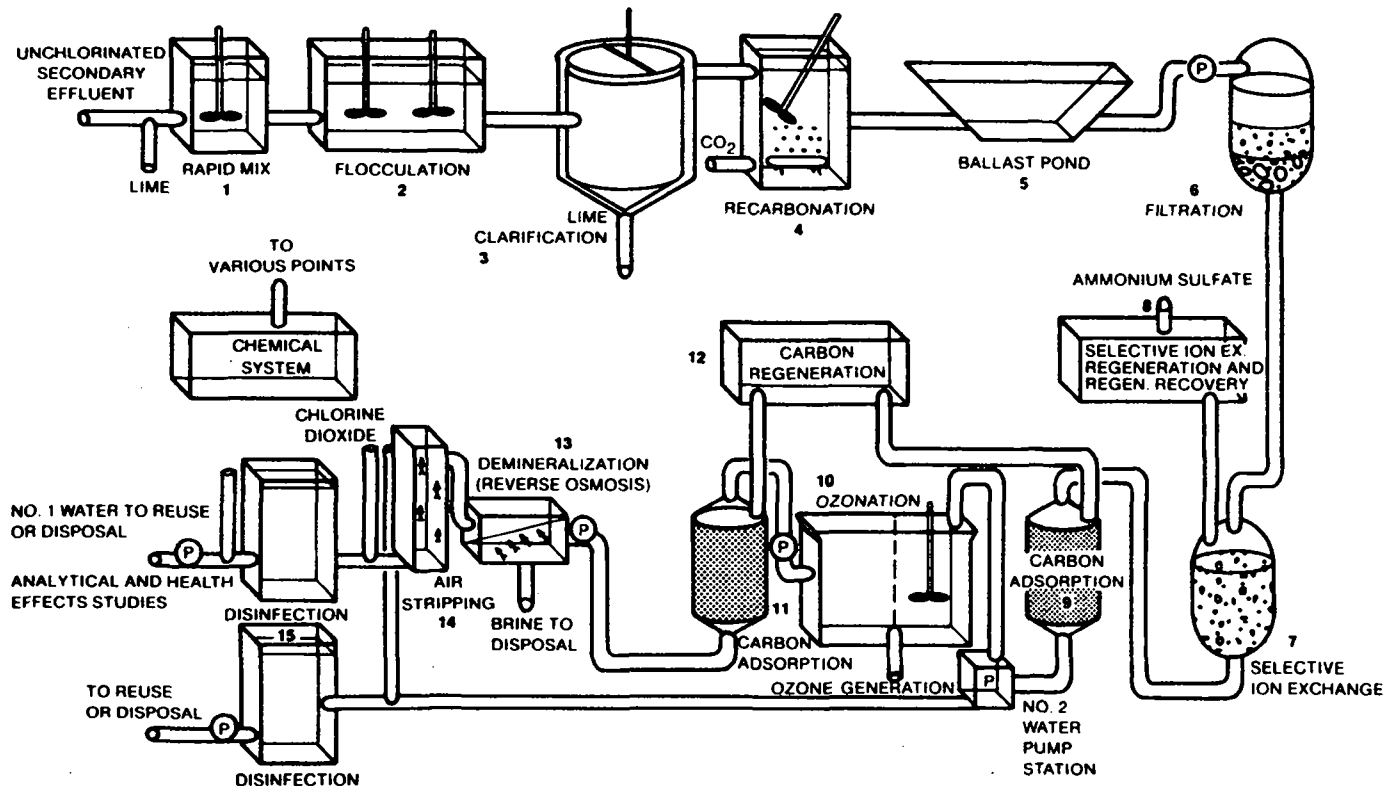 UNCHLORINATED
SECONDARY
EFFLUENT
LIME
RAPID MIX
1
FLOCCULATION
2
LIME
CLARIFICATION
3
CO2
RECARBONATION
4
BALLAST POND
5
P
6
FILTRATION
TO
VARIOUS POINTS
CHEMICAL
SYSTEM
AMMONIUM SULFATE
8
SELECTIVE ION EX.
REGENERATION AND
REGEN. RECOVERY
12
CARBON
REGENERATION
CHLORINE
DIOXIDE
13
DEMINERALIZATION
(REVERSE OSMOSIS)
10
OZONATION
NO. 1 WATER TO REUSE
OR DISPOSAL
P
ANALYTICAL AND HEALTH
EFFECTS STUDIES
DISINFECTION
AIR
STRIPPING
14
P
BRINE TO
DISPOSAL
P
11
CARBON
ADSORPTION
CARBON
ADSORPTION
9
7
SELECTIVE
ION EXCHANGE
OZONE GENERATION
P
NO. 2
WATER
PUMP
STATION
15
TO REUSE
OR DISPOSAL
P
DISINFECTION